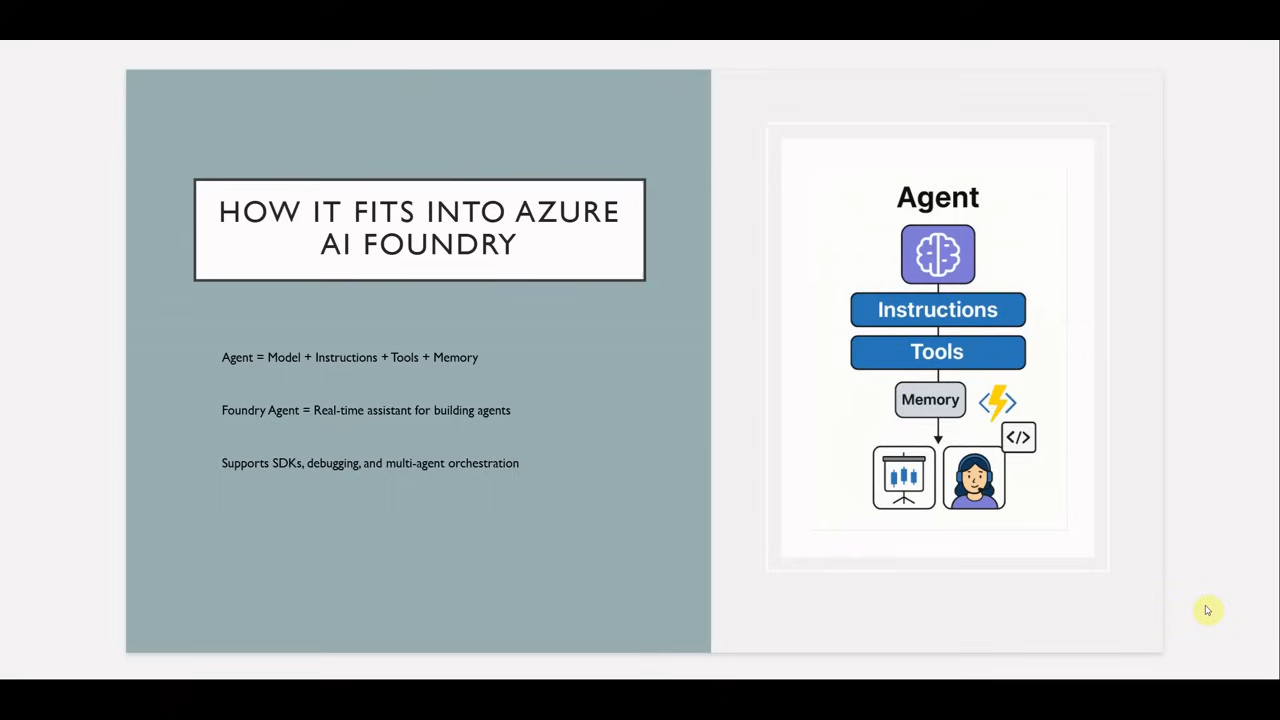 HOW IT FITS INTO AZURE
AI FOUNDRY
Agent = Model + Instructions + Tools + Memory
Foundry Agent = Real-time assistant for building agents
Supports SDKs, debugging, and multi-agent orchestration
Agent
Instructions
Tools
Memory
</>